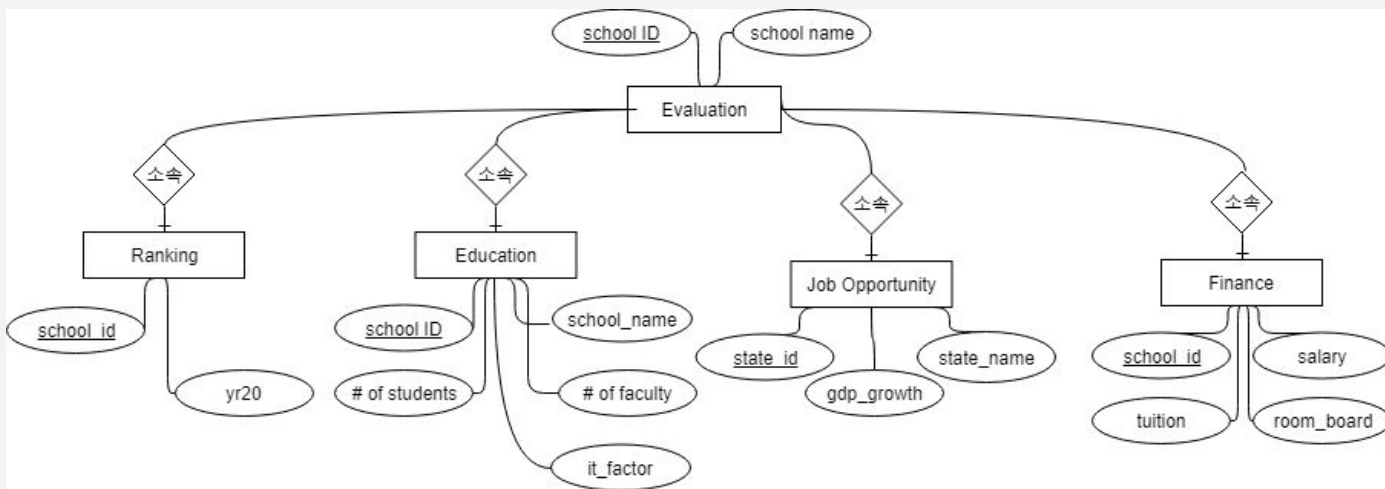 school ID
school name
Evaluation
소속
소속
소속
소속
Ranking
Education
Job Opportunity
Finance
school_id
yr20
school ID
school_name
# of students
# of faculty
it_factor
state_id
state_name
gdp_growth
school_id
salary
tuition
room_board